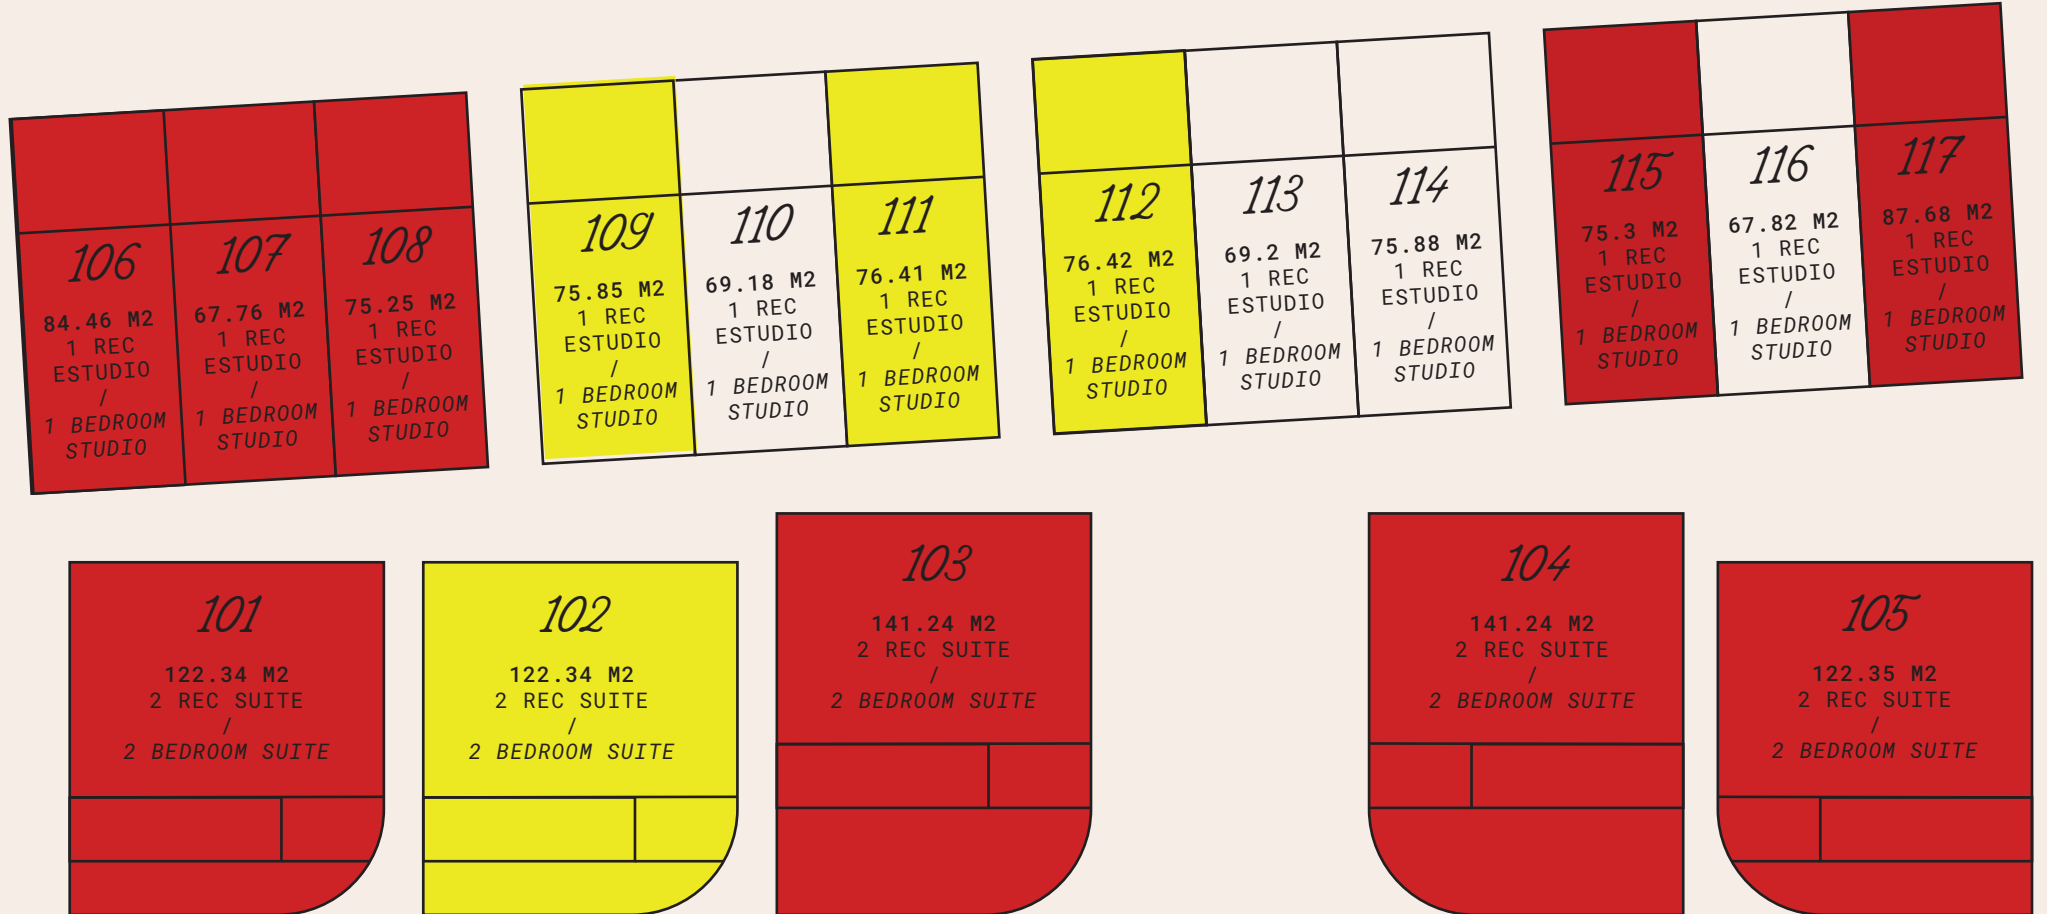 106
84.46 M2
1 REC
ESTUDIO
/
1 BEDROOM
STUDIO
107
67.76 M2
1 REC
ESTUDIO
/
1 BEDROOM
STUDIO
108
75.25 M2
1 REC
ESTUDIO
/
1 BEDROOM
STUDIO
109
75.85 M2
1 REC
ESTUDIO
/
1 BEDROOM
STUDIO
110
69.18 M2
1 REC
ESTUDIO
/
1 BEDROOM
STUDIO
111
76.41 M2
1 REC
ESTUDIO
/
1 BEDROOM
STUDIO
112
76.42 M2
1 REC
ESTUDIO
/
1 BEDROOM
STUDIO
113
69.2 M2
1 REC
ESTUDIO
/
1 BEDROOM
STUDIO
114
75.88 M2
1 REC
ESTUDIO
/
1 BEDROOM
STUDIO
115
75.3 M2
1 REC
ESTUDIO
/
1 BEDROOM
STUDIO
116
67.82 M2
1 REC
ESTUDIO
/
1 BEDROOM
STUDIO
117
87.68 M2
1 REC
ESTUDIO
/
1 BEDROOM
STUDIO
101
122.34 M2
2 REC SUITE
/
2 BEDROOM SUITE
102
122.34 M2
2 REC SUITE
/
2 BEDROOM SUITE
103
141.24 M2
2 REC SUITE
/
2 BEDROOM SUITE
104
141.24 M2
2 REC SUITE
/
2 BEDROOM SUITE
105
122.35 M2
2 REC SUITE
/
2 BEDROOM SUITE